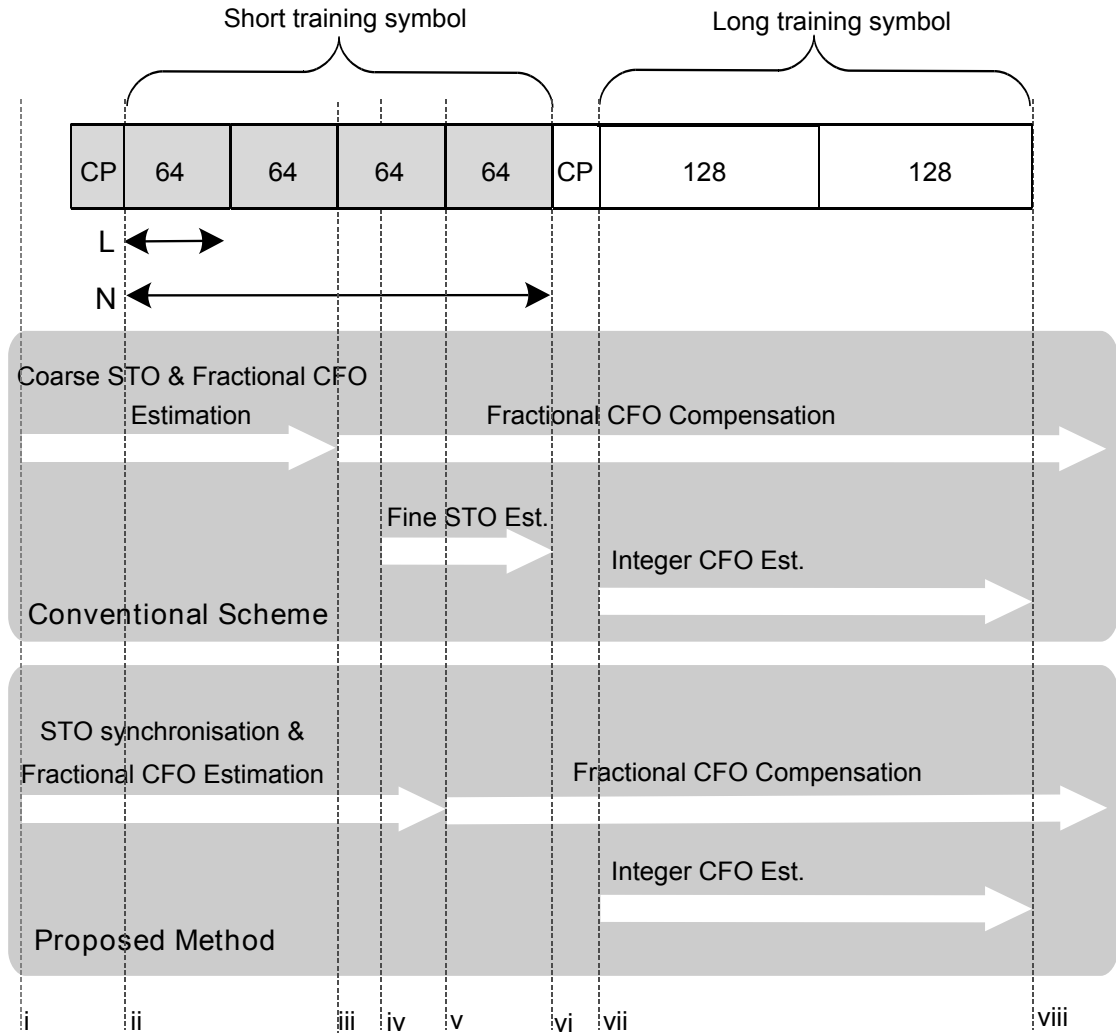 Short training symbol
Long training symbol
CP 64 64 64 64 CP 128 128
L
N
Coarse STO & Fractional CFO
Estimation
Fractional CFO Compensation
Fine STO Est.
Integer CFO Est.
Conventional Scheme
STO synchronisation &
Fractional CFO Estimation
Fractional CFO Compensation
Integer CFO Est.
Proposed Method
i ii iii iv v vi vii viii